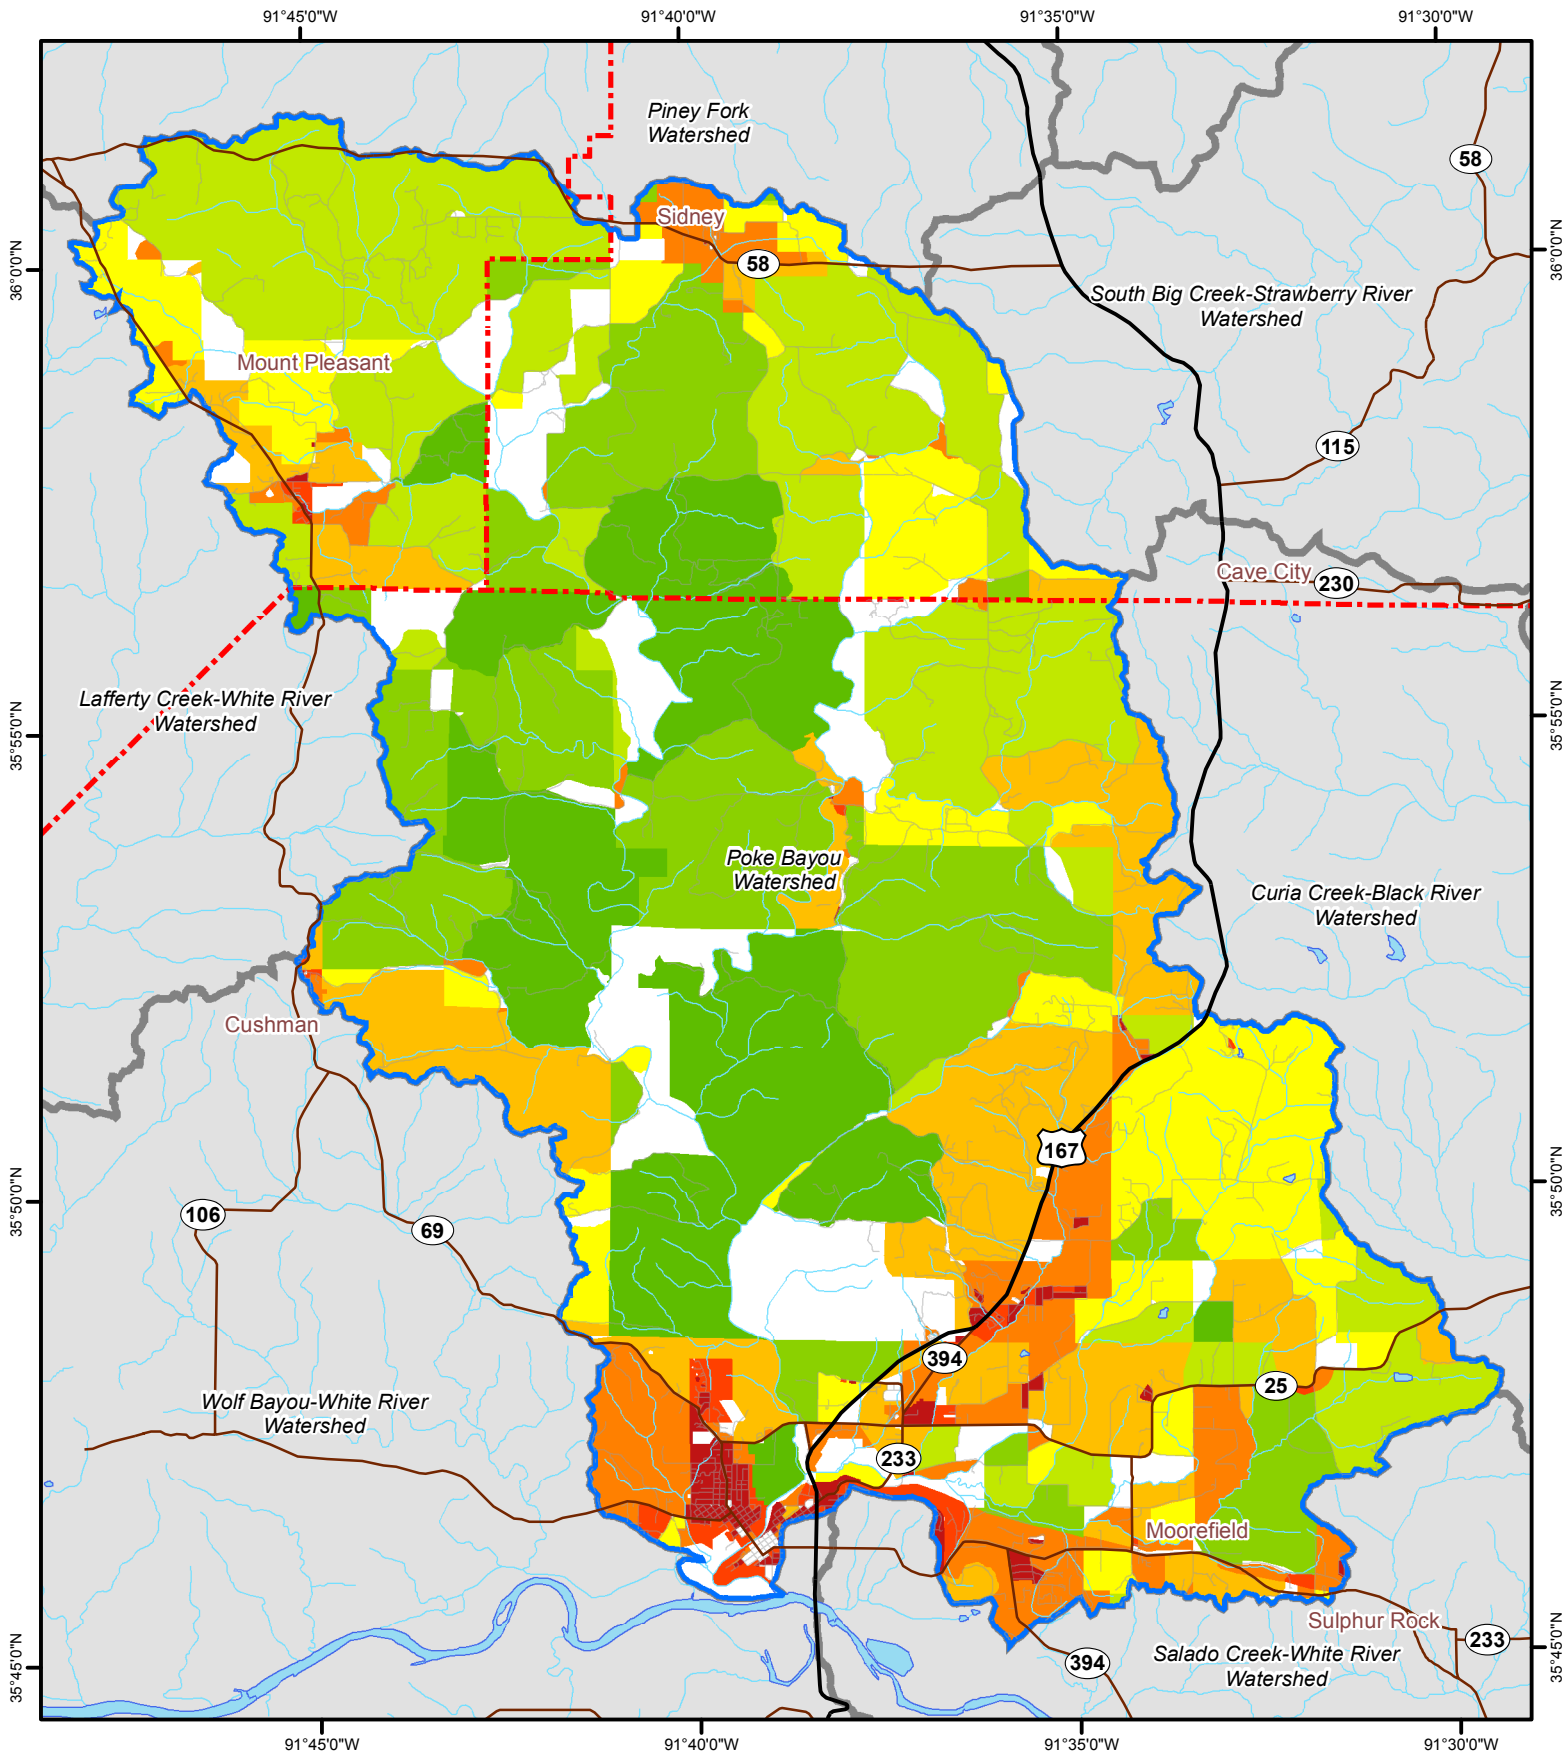 91°45'0"W
91°40'0"W
91°35'0"W
91°30'0"W
Piney Fork
Watershed
58
Sidney
58
36°0'0"N
36°0'0"N
South Big Creek-Strawberry River
Watershed
Mount Pleasant
115
Cave City
230
Lafferty Creek-White River
Watershed
35°55'0"N
35°55'0"N
Poke Bayou
Watershed
Curia Creek-Black River
Watershed
Cushman
167
35°50'0"N
35°50'0"N
106
69
394
25
Wolf Bayou-White River
Watershed
233
Moorefield
Sulphur Rock
233
35°45'0"N
35°45'0"N
Salado Creek-White River
Watershed
394
91°45'0"W
91°40'0"W
91°35'0"W
91°30'0"W